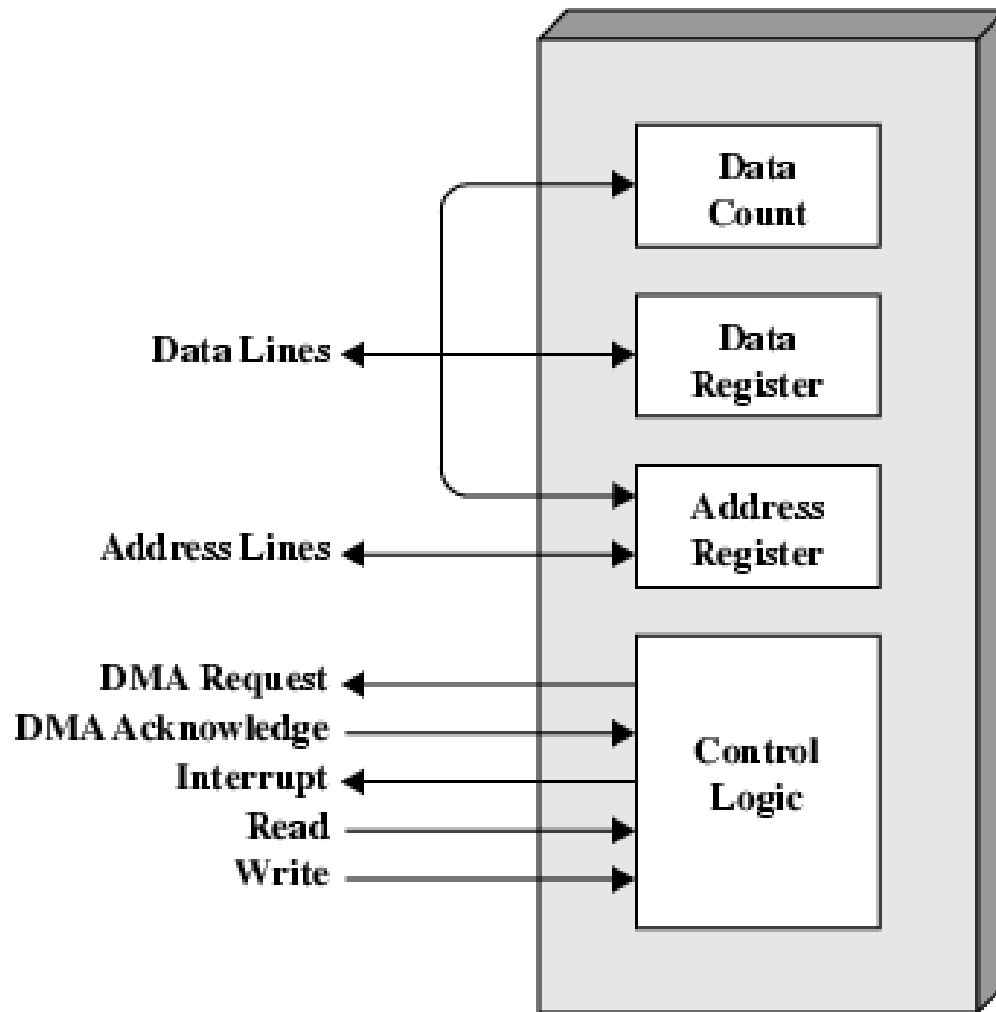 Data
Count
Data Lines
Data
Register
Address
Register
Address Lines
DMA Request
DMA Acknowledge
Interrupt
Read
Write
Control
Logic